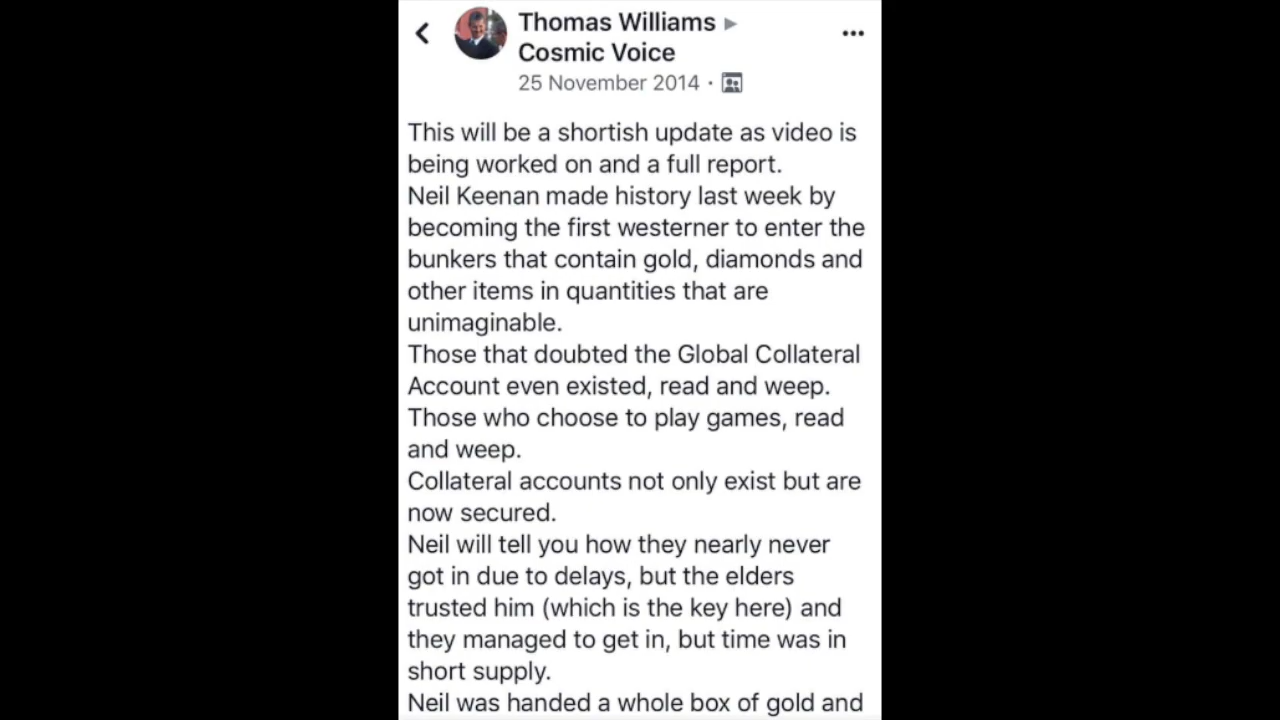 Thomas Williams ▸
Cosmic Voice
25 November 2014 ·
This will be a shortish update as video is
being worked on and a full report.
Neil Keenan made history last week by
becoming the first westerner to enter the
bunkers that contain gold, diamonds and
other items in quantities that are
unimaginable.
Those that doubted the Global Collateral
Account even existed, read and weep.
Those who choose to play games, read
and weep.
Collateral accounts not only exist but are
now secured.
Neil will tell you how they nearly never
got in due to delays, but the elders
trusted him (which is the key here) and
they managed to get in, but time was in
short supply.
Neil was handed a whole box of gold and